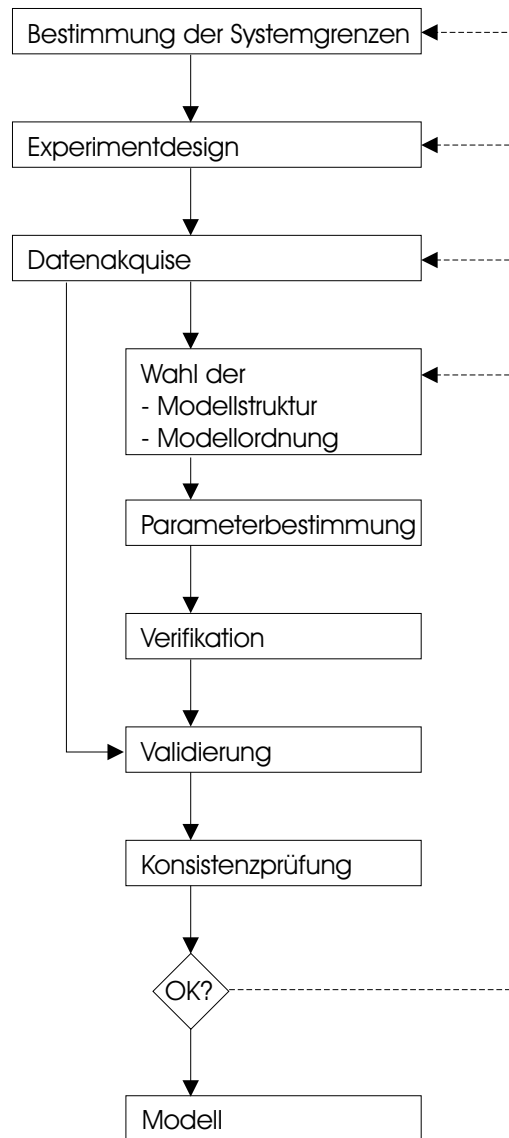 Bestimmung der Systemgrenzen
Experimentdesign
Datenakquise
Wahl der
- Modellstruktur
- Modellordnung
Parameterbestimmung
Verifikation
Validierung
Konsistenzprüfung
OK?
Modell